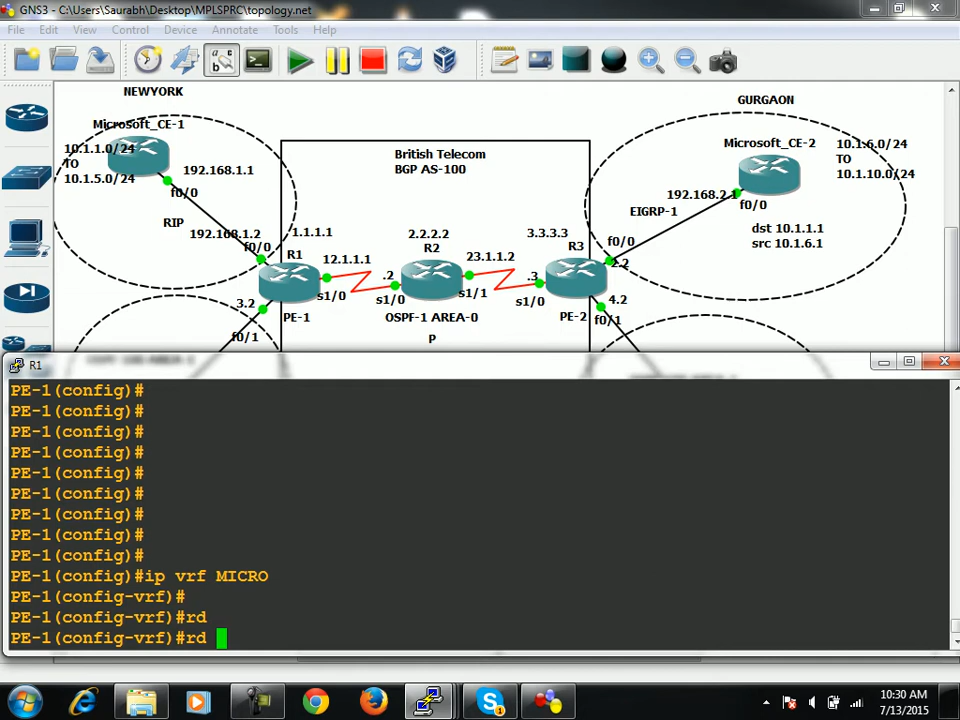 GNS3 - C:\Users\Saurabh\Desktop\MPLSPRC\topology.net
File Edit View Control Device Annotate Tools Help
NEWYORK
GURGAON
Microsoft_CE-1
10.1.1.0/24
TO
10.1.5.0/24
192.168.1.1
f0/0
RIP
192.168.1.2
f0/0
1.1.1.1
R1
12.1.1.1
s1/0
PE-1
3.2
f0/1
British Telecom
BGP AS-100
2.2.2.2
R2
.2
s1/0
s1/1
23.1.1.2
OSPF-1 AREA-0
P
3.3.3.3
R3
.3
s1/0
PE-2
f0/0
2.2
4.2
f0/1
Microsoft_CE-2
192.168.2.1
f0/0
EIGRP-1
10.1.6.0/24
TO
10.1.10.0/24
dst 10.1.1.1
src 10.1.6.1
R1
PE-1(config)#
PE-1(config)#
PE-1(config)#
PE-1(config)#
PE-1(config)#
PE-1(config)#
PE-1(config)#
PE-1(config)#
PE-1(config)#
PE-1(config)#ip vrf MICRO
PE-1(config-vrf)#
PE-1(config-vrf)#rd
PE-1(config-vrf)#rd
10:30 AM
7/13/2015